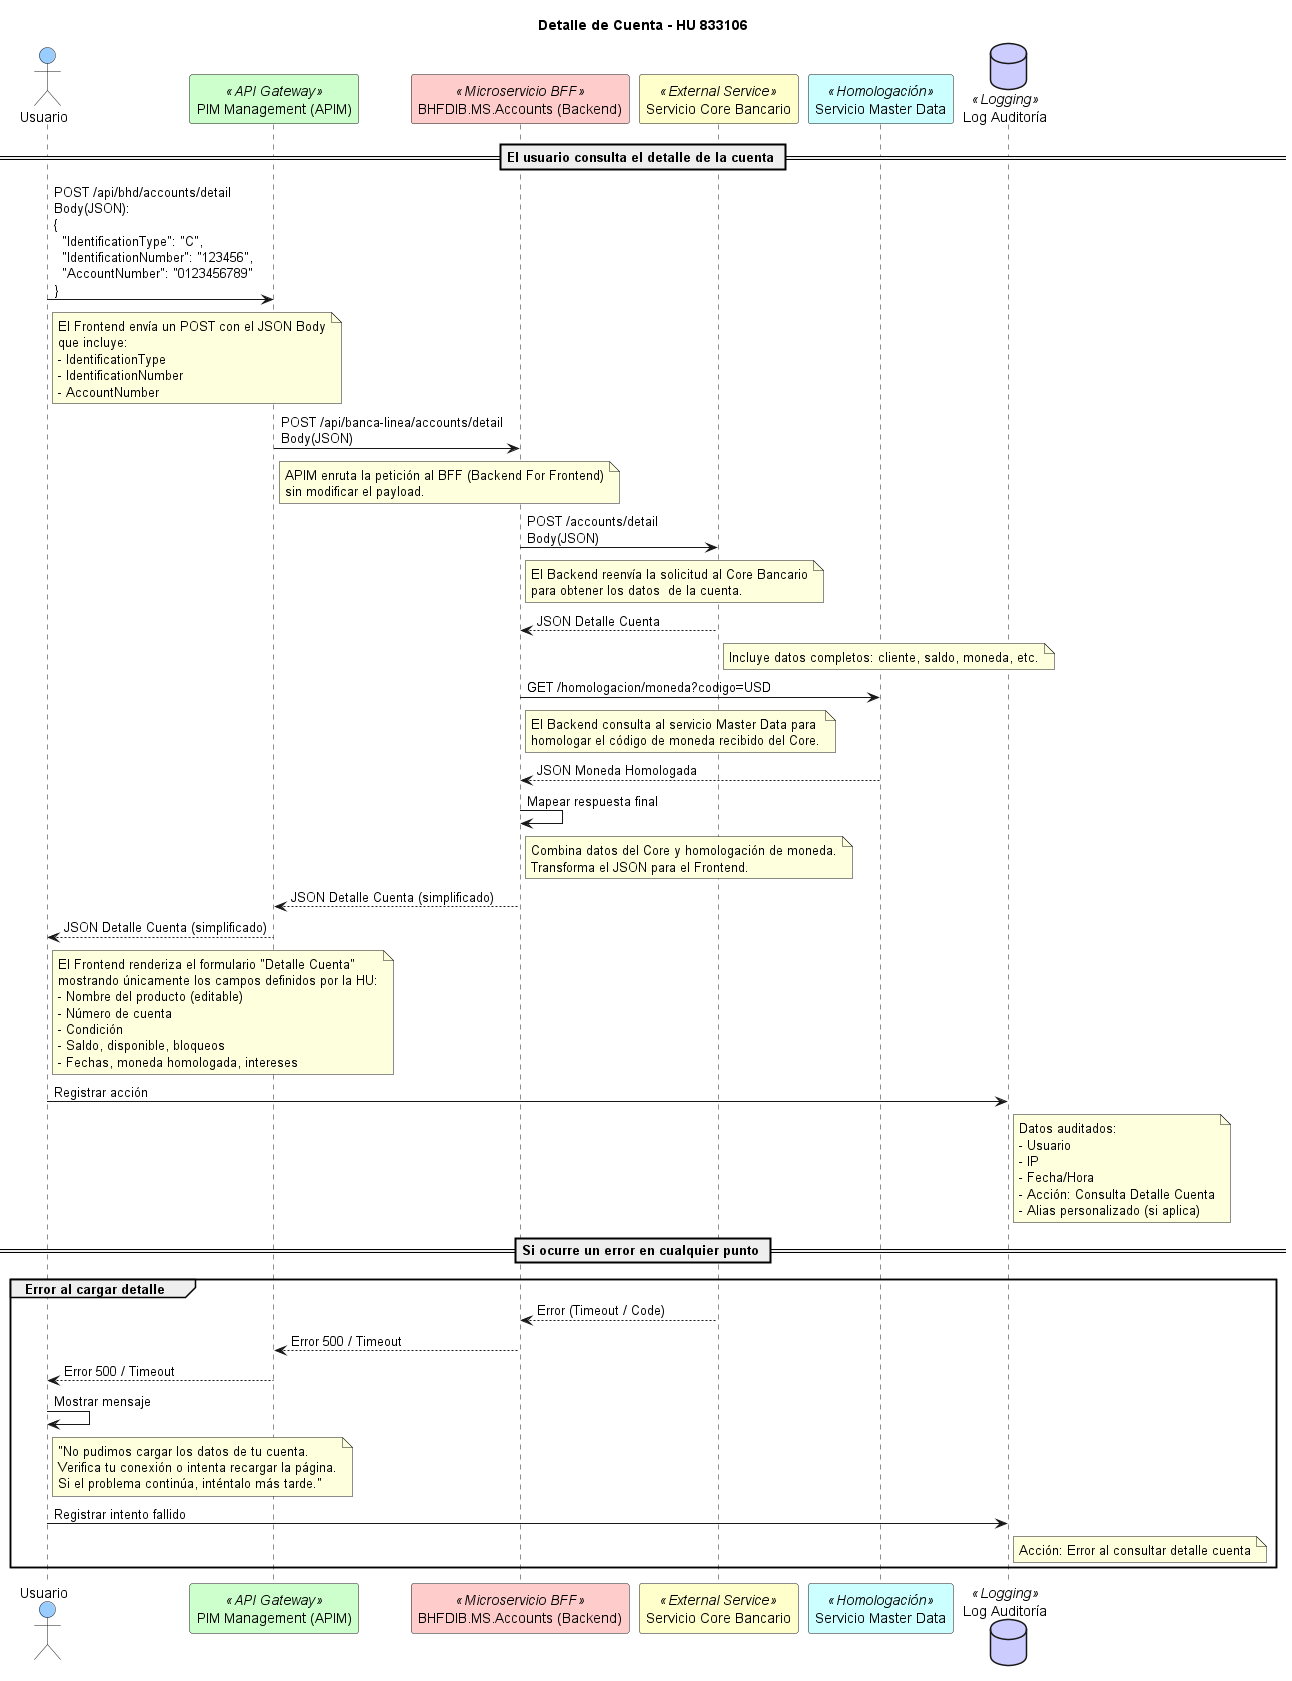 Detalle de Cuenta - HU 833106
Usuario
«API Gateway»
PIM Management (APIM)
«Microservicio BFF»
BHFDIB.MS.Accounts (Backend)
«External Service»
Servicio Core Bancario
«Homologación»
Servicio Master Data
«Logging»
Log Auditoría
El usuario consulta el detalle de la cuenta
POST /api/bhd/accounts/detail
Body(JSON):
{
"IdentificationType": "C",
"IdentificationNumber": "123456",
"AccountNumber": "0123456789"
}
El Frontend envía un POST con el JSON Body
que incluye:
- IdentificationType
- IdentificationNumber
- AccountNumber
POST /api/banca-linea/accounts/detail
Body(JSON)
APIM enruta la petición al BFF (Backend For Frontend)
sin modificar el payload.
POST /accounts/detail
Body(JSON)
El Backend reenvía la solicitud al Core Bancario
para obtener los datos  de la cuenta.
JSON Detalle Cuenta
Incluye datos completos: cliente, saldo, moneda, etc.
GET /homologacion/moneda?codigo=USD
El Backend consulta al servicio Master Data para
homologar el código de moneda recibido del Core.
JSON Moneda Homologada
Mapear respuesta final
Combina datos del Core y homologación de moneda.
Transforma el JSON para el Frontend.
JSON Detalle Cuenta (simplificado)
JSON Detalle Cuenta (simplificado)
El Frontend renderiza el formulario "Detalle Cuenta"
mostrando únicamente los campos definidos por la HU:
- Nombre del producto (editable)
- Número de cuenta
- Condición
- Saldo, disponible, bloqueos
- Fechas, moneda homologada, intereses
Registrar acción
Datos auditados:
- Usuario
- IP
- Fecha/Hora
- Acción: Consulta Detalle Cuenta
- Alias personalizado (si aplica)
Si ocurre un error en cualquier punto
Error al cargar detalle
Error (Timeout / Code)
Error 500 / Timeout
Error 500 / Timeout
Mostrar mensaje
"No pudimos cargar los datos de tu cuenta.
Verifica tu conexión o intenta recargar la página.
Si el problema continúa, inténtalo más tarde."
Registrar intento fallido
Acción: Error al consultar detalle cuenta
Usuario
«API Gateway»
PIM Management (APIM)
«Microservicio BFF»
BHFDIB.MS.Accounts (Backend)
«External Service»
Servicio Core Bancario
«Homologación»
Servicio Master Data
«Logging»
Log Auditoría